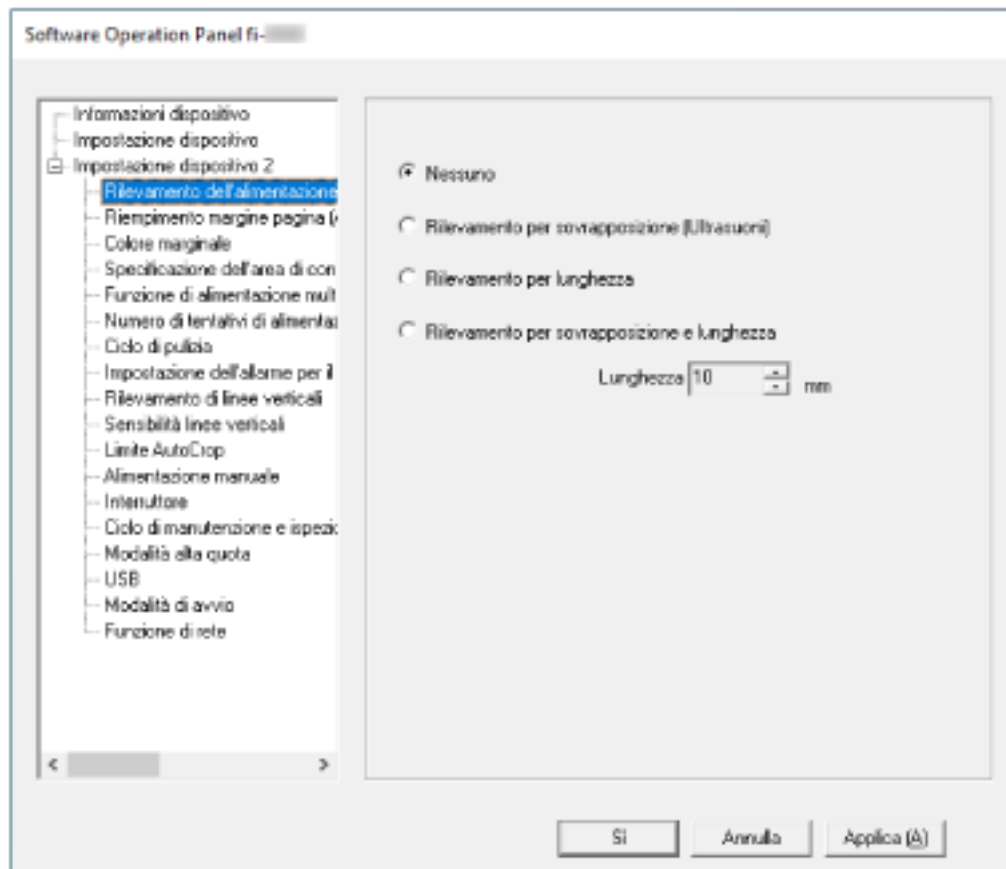 Software Operation Panel fi-
Informazioni dispositivo
Impostazione dispositivo
Impostazione dispositivo 2
Rilevamento dell'alimentazione
Riempimento margine pagina (
Colore marginale
Specificazione dell'area di con
Funzione di alimentazione mult
Numero di tentativi di alimentaz
Ciclo di pulizia
Impostazione dell'allarme per il
Rilevamento di linee verticali
Sensibilità linee verticali
Limite AutoCrop
Alimentazione manuale
Interruttore
Ciclo di manutenzione e ispezic
Modalità alta quota
USB
Modalità di avvio
Funzione di rete
Nessuno
Rilevamento per sovrapposizione (Ultrasuoni)
Rilevamento per lunghezza
Rilevamento per sovrapposizione e lunghezza
Lunghezza 10 mm
Sì Annulla Applica (A)